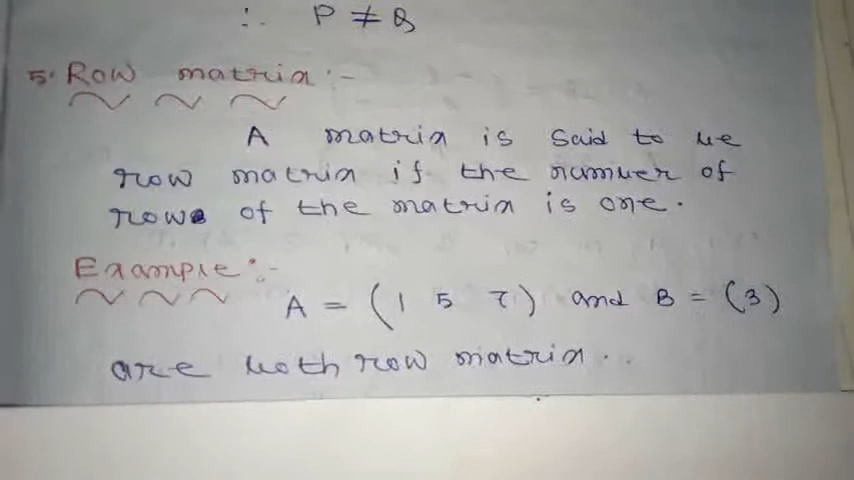 ∴ P ≠ Q
5. Row matrix :-
A matrix is said to be
row matrix if the number of
rows of the matrix is one.
Example :-
A = (1 5 7) and B = (3)
are both row matrix.